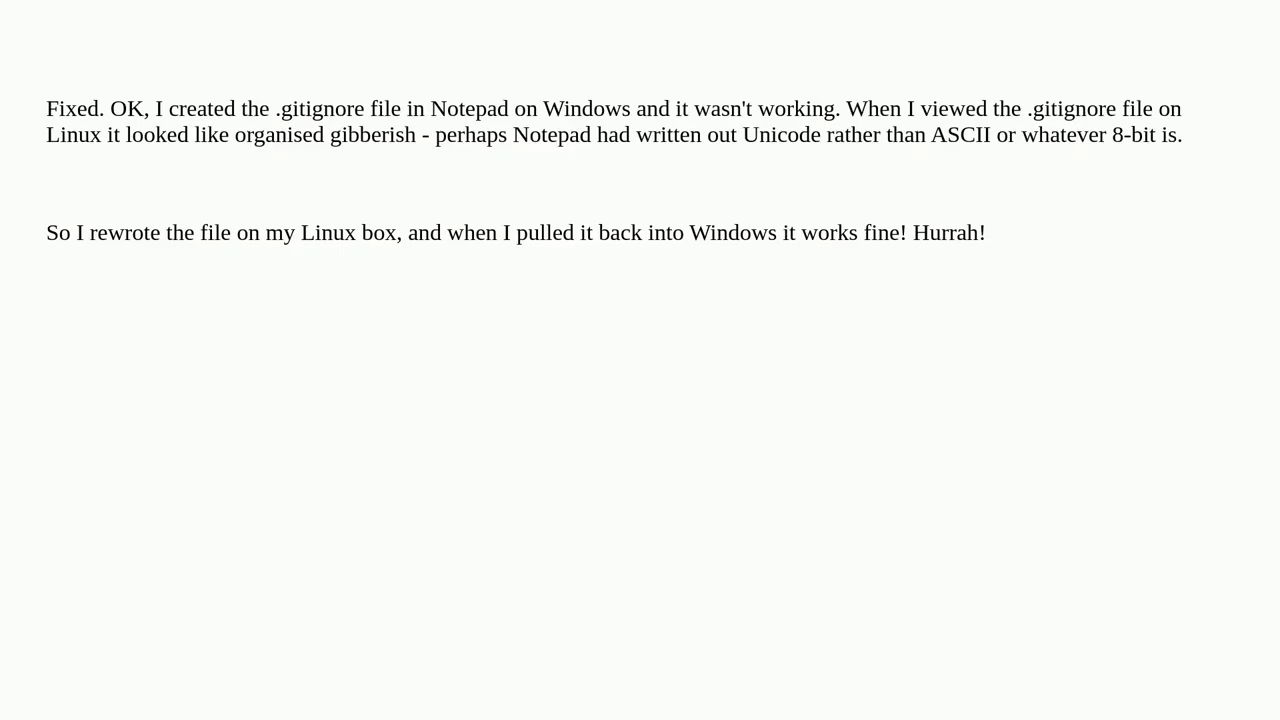 Fixed. OK, I created the .gitignore file in Notepad on Windows and it wasn't working. When I viewed the .gitignore file on
Linux it looked like organised gibberish - perhaps Notepad had written out Unicode rather than ASCII or whatever 8-bit is.
So I rewrote the file on my Linux box, and when I pulled it back into Windows it works fine! Hurrah!